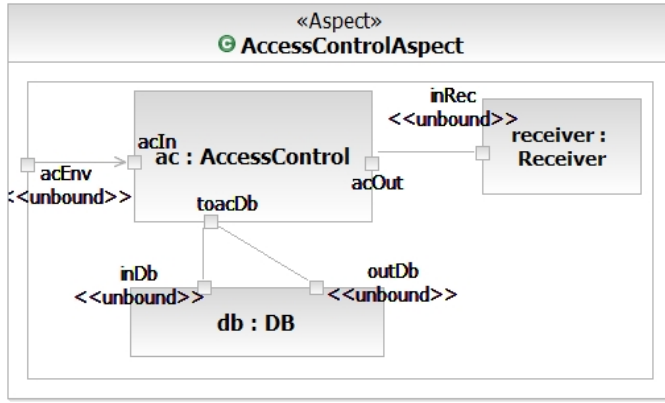 «Aspect»
C AccessControlAspect
inRec
<<unbound>>
acIn
ac : AccessControl
receiver :
Receiver
acEnv
<<unbound>>
acOut
toacDb
inDb
<<unbound>>
outDb
<<unbound>>
db : DB